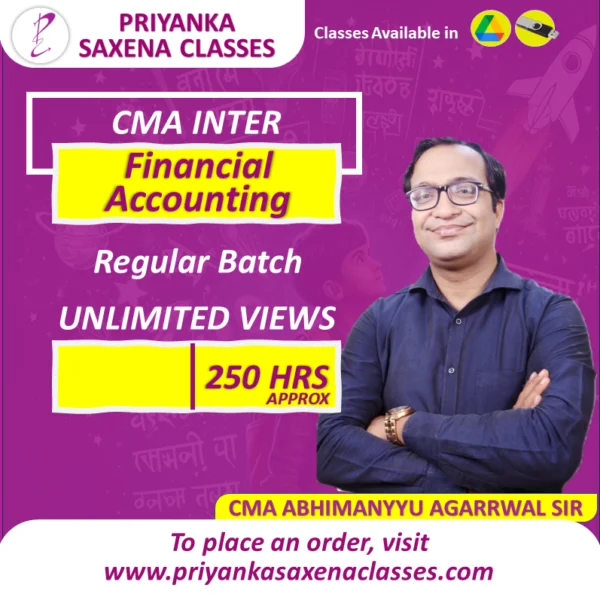 PRIYANKA
SAXENA CLASSES
Classes Available in
CMA INTER
Financial
Accounting
Regular Batch
UNLIMITED VIEWS
250 HRS
APPROX
CMA ABHIMANYYU AGARRWAL SIR
To place an order, visit
www.priyankasaxenaclasses.com